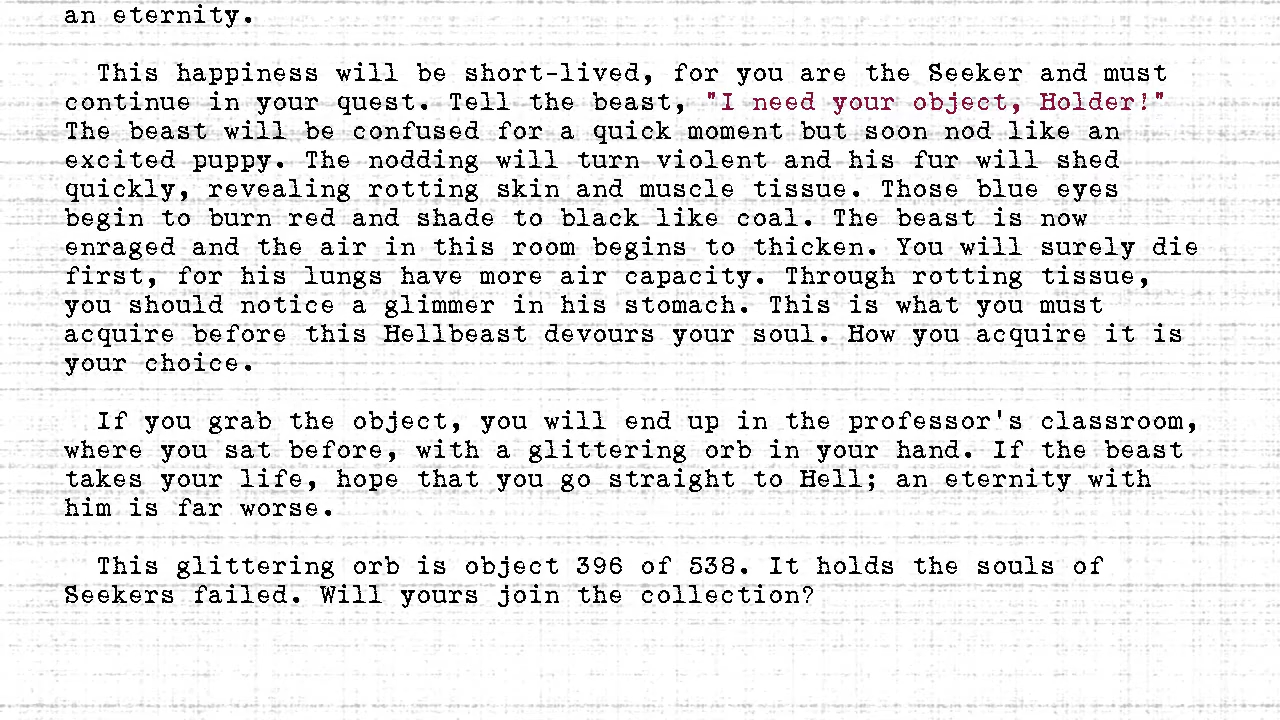 an eternity.
This happiness will be short-lived, for you are the Seeker and must
continue in your quest. Tell the beast, "I need your object, Holder!"
The beast will be confused for a quick moment but soon nod like an
excited puppy. The nodding will turn violent and his fur will shed
quickly, revealing rotting skin and muscle tissue. Those blue eyes
begin to burn red and shade to black like coal. The beast is now
enraged and the air in this room begins to thicken. You will surely die
first, for his lungs have more air capacity. Through rotting tissue,
you should notice a glimmer in his stomach. This is what you must
acquire before this Hellbeast devours your soul. How you acquire it is
your choice.
If you grab the object, you will end up in the professor's classroom,
where you sat before, with a glittering orb in your hand. If the beast
takes your life, hope that you go straight to Hell; an eternity with
him is far worse.
This glittering orb is object 396 of 538. It holds the souls of
Seekers failed. Will yours join the collection?